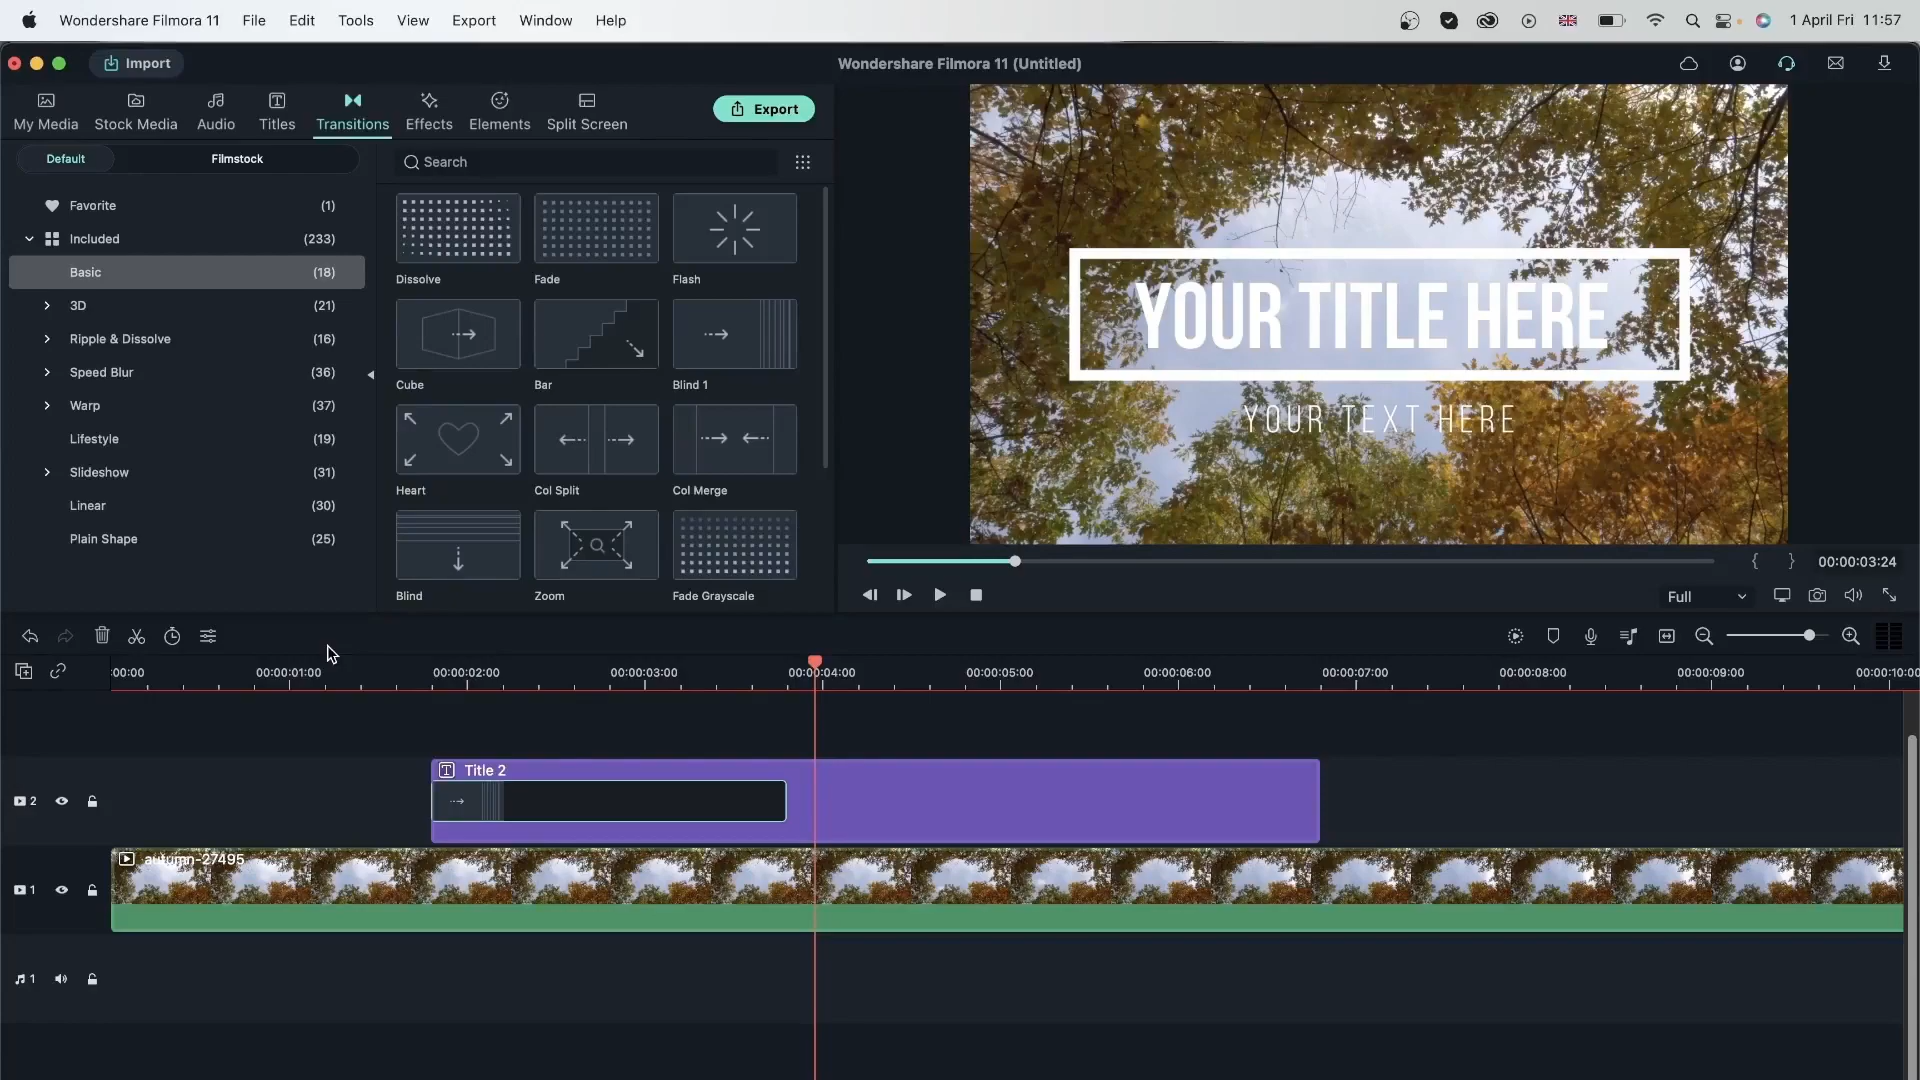 Wondershare Filmora 11 File Edit Tools View Export Window Help 1 April Fri 11:57
Import Wondershare Filmora 11 (Untitled)
My Media Stock Media Audio Titles Transitions Effects Elements Split Screen Export
Default Filmstock Search
Favorite (1)
Included (233)
Basic (18)
3D (21)
Ripple & Dissolve (16)
Speed Blur (36)
Warp (37)
Lifestyle (19)
Slideshow (31)
Linear (30)
Plain Shape (25)
Dissolve Fade Flash
Cube Bar Blind 1
Heart Col Split Col Merge
Blind Zoom Fade Grayscale
YOUR TITLE HERE
YOUR TEXT HERE
{ } 00:00:03:24
Full
:00:00 00:00:01:00 00:00:02:00 00:00:03:00 00:00:04:00 00:00:05:00 00:00:06:00 00:00:07:00 00:00:08:00 00:00:09:00 00:00:10:00
T Title 2
2
autumn-27495
1
1